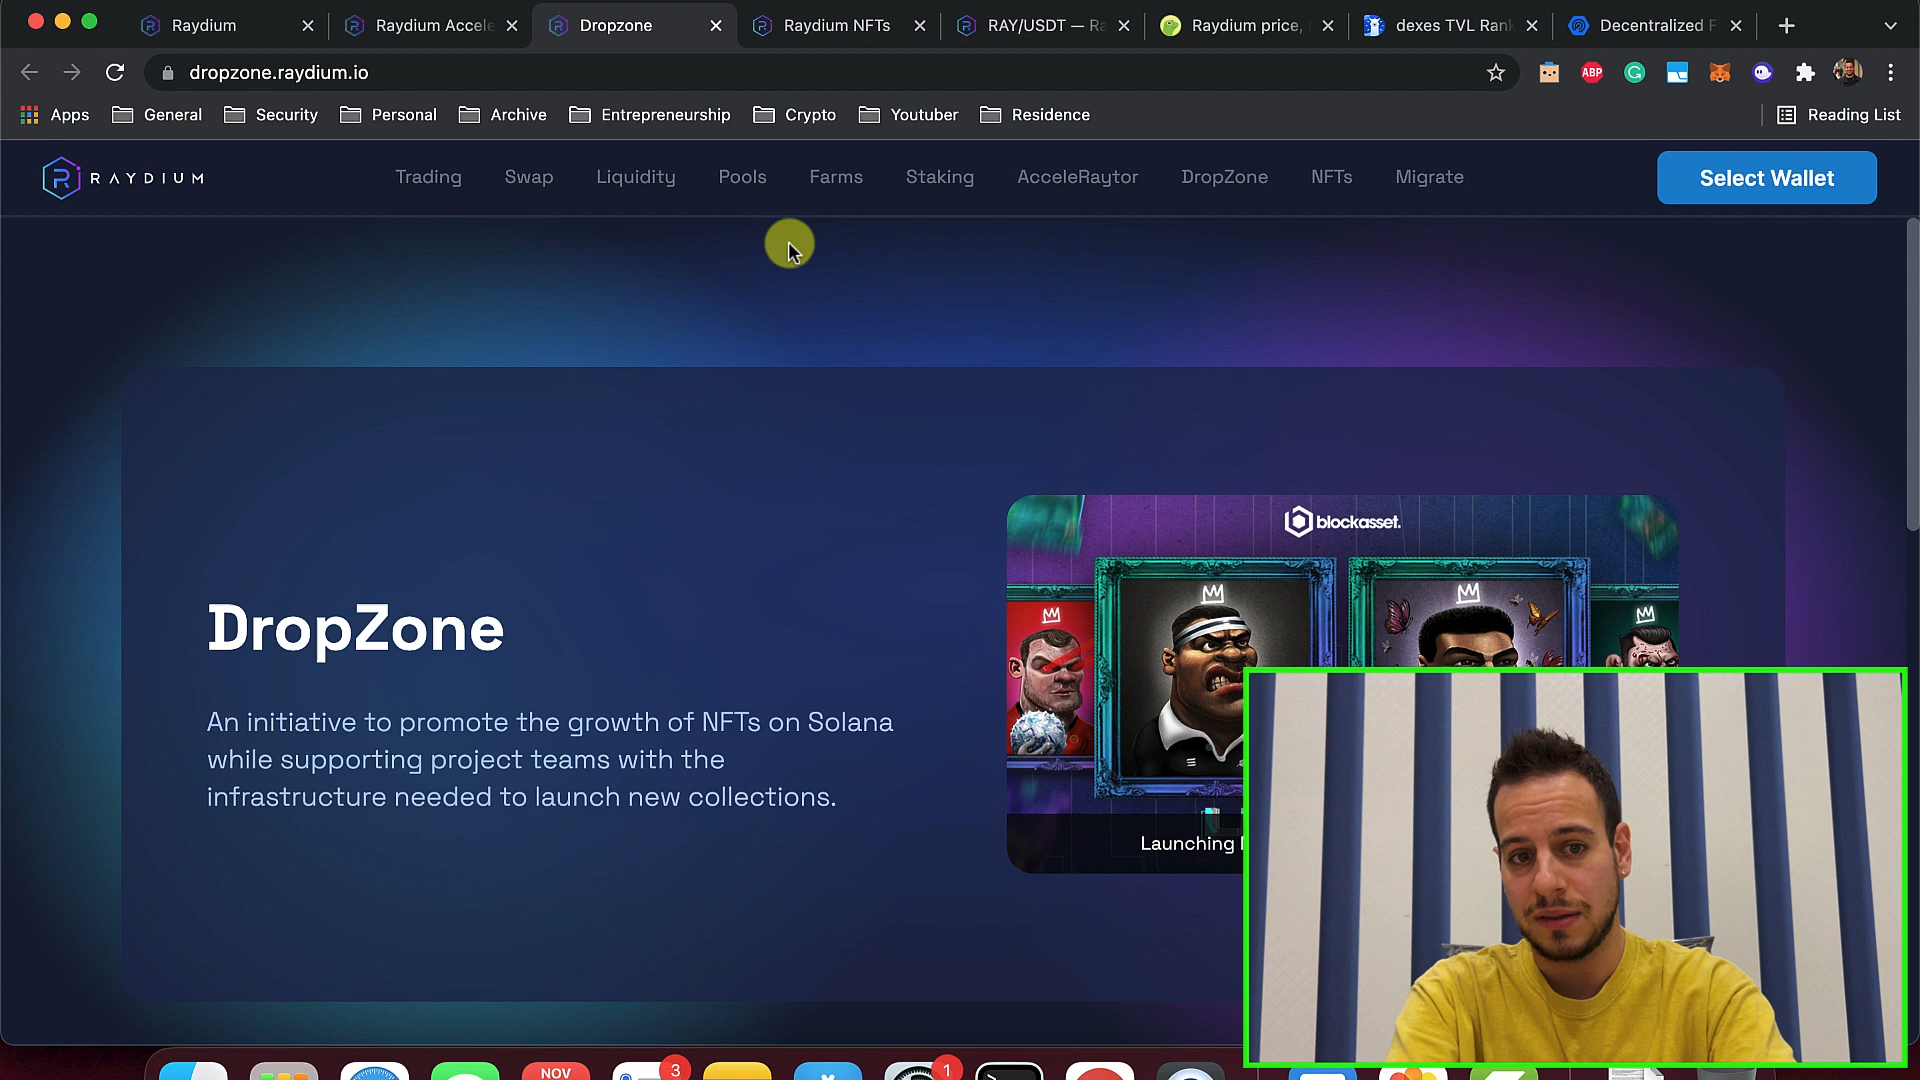 Raydium
Raydium Accele
Dropzone
Raydium NFTs
RAY/USDT — Ra
Raydium price,
dexes TVL Rank
Decentralized F
dropzone.raydium.io
ABP
Apps
General
Security
Personal
Archive
Entrepreneurship
Crypto
Youtuber
Residence
Reading List
RAYDIUM
Trading
Swap
Liquidity
Pools
Farms
Staking
AcceleRaytor
DropZone
NFTs
Migrate
Select Wallet
blockasset.
DropZone
An initiative to promote the growth of NFTs on Solana
while supporting project teams with the
infrastructure needed to launch new collections.
Launching
NOV
3
1